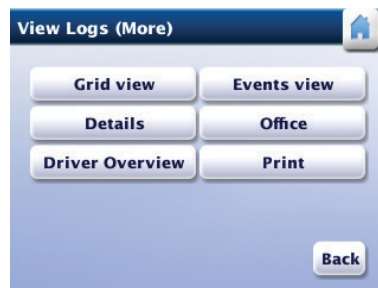 View Logs (More)
Grid view
Events view
Details
Office
Driver Overview
Print
Back